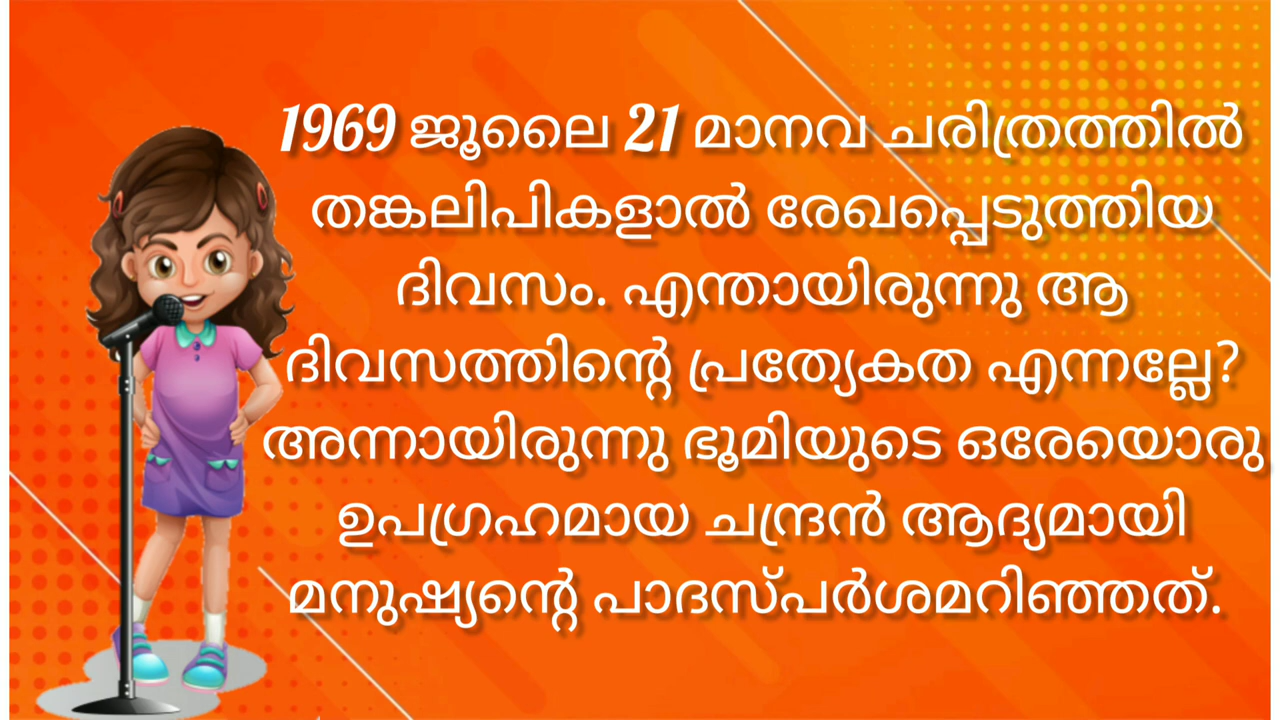 1969 ജൂലൈ 21 മാനവ ചരിത്രത്തിൽ
തങ്കലിപികളാൽ രേഖപ്പെടുത്തിയ
ദിവസം. എന്തായിരുന്നു ആ
ദിവസത്തിന്റെ പ്രത്യേകത എന്നല്ലേ?
അന്നായിരുന്നു ഭൂമിയുടെ ഒരേയൊരു
ഉപഗ്രഹമായ ചന്ദ്രൻ ആദ്യമായി
മനുഷ്യന്റെ പാദസ്പർശമറിഞ്ഞത്.